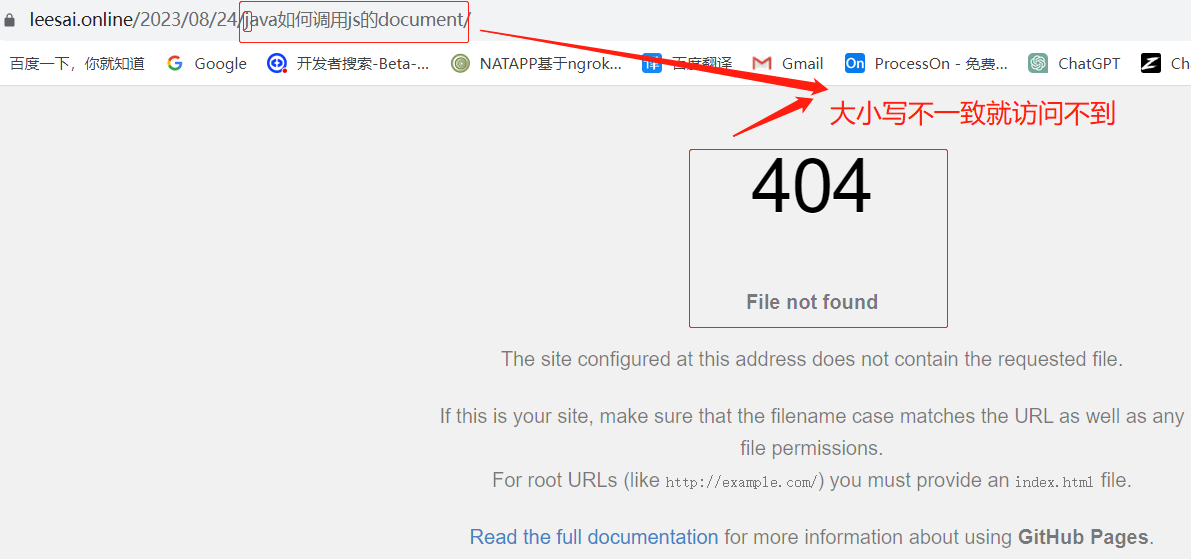 leesai.online/2023/08/24/java如何调用js的document/
百度一下，你就知道 Google 开发者搜索-Beta-... NATAPP基于ngrok... 译 百度翻译 Gmail On ProcessOn - 免费... ChatGPT Ch
大小写不一致就访问不到
404
File not found
The site configured at this address does not contain the requested file.
If this is your site, make sure that the filename case matches the URL as well as any
file permissions.
For root URLs (like http://example.com/) you must provide an index.html file.
Read the full documentation for more information about using GitHub Pages.